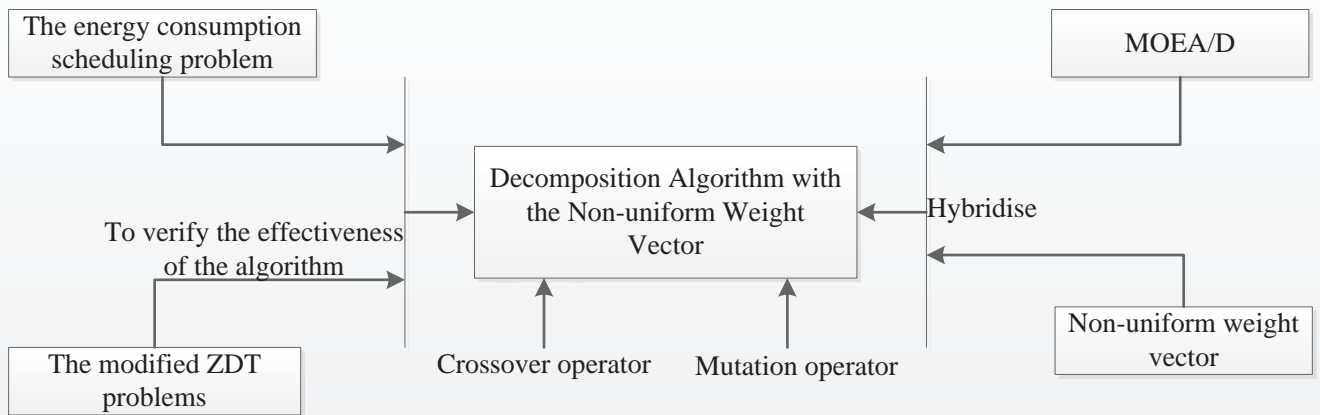 The energy consumption
scheduling problem
MOEA/D
Decomposition Algorithm with
the Non-uniform Weight
Vector
Hybridise
To verify the effectiveness
of the algorithm
Non-uniform weight
vector
The modified ZDT
problems
Crossover operator
Mutation operator